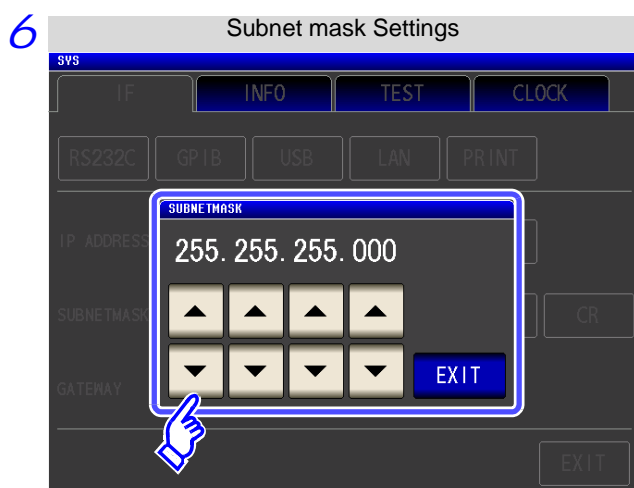 6 Subnet mask Settings
SYS
IF INFO TEST CLOCK
RS232C GPIB USB LAN PRINT
SUBNETMASK
IP ADDRESS
255. 255. 255. 000
SUBNETMASK CR
EXIT
GATEWAY
EXIT